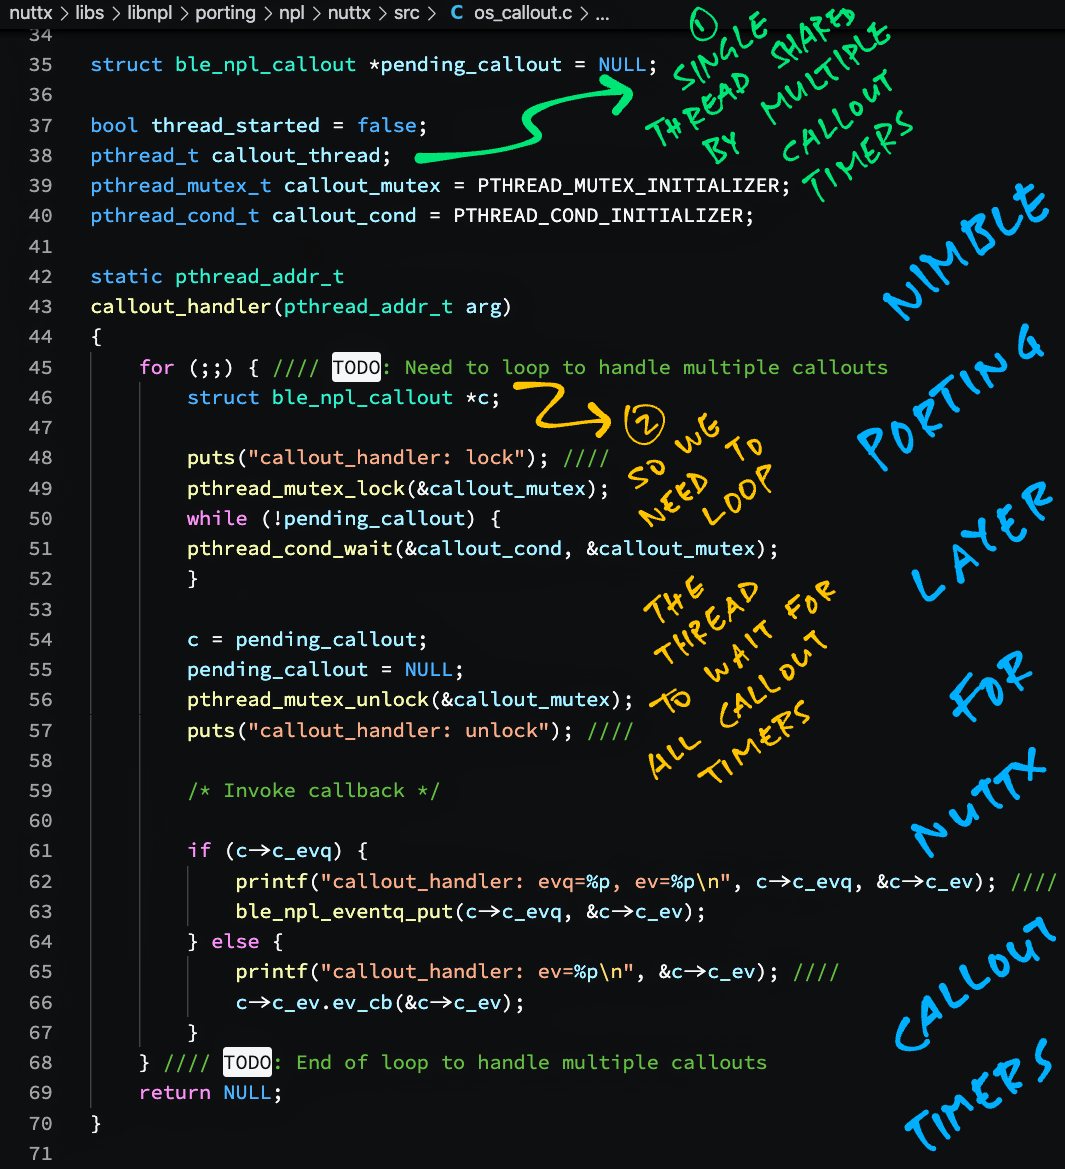 nuttx > libs > libnpl > porting > npl > nuttx > src > C os_callout.c > ...
34
35 struct ble_npl_callout *pending_callout = NULL;
36
37 bool thread_started = false;
38 pthread_t callout_thread;
39 pthread_mutex_t callout_mutex = PTHREAD_MUTEX_INITIALIZER;
40 pthread_cond_t callout_cond = PTHREAD_COND_INITIALIZER;
41
42 static pthread_addr_t
43 callout_handler(pthread_addr_t arg)
44 {
45 for (;;) { //// TODO: Need to loop to handle multiple callouts
46 struct ble_npl_callout *c;
47
48 puts("callout_handler: lock"); ////
49 pthread_mutex_lock(&callout_mutex);
50 while (!pending_callout) {
51 pthread_cond_wait(&callout_cond, &callout_mutex);
52 }
53
54 c = pending_callout;
55 pending_callout = NULL;
56 pthread_mutex_unlock(&callout_mutex);
57 puts("callout_handler: unlock"); ////
58
59 /* Invoke callback */
60
61 if (c->c_evq) {
62 printf("callout_handler: evq=%p, ev=%p\n", c->c_evq, &c->c_ev); ////
63 ble_npl_eventq_put(c->c_evq, &c->c_ev);
64 } else {
65 printf("callout_handler: ev=%p\n", &c->c_ev); ////
66 c->c_ev.ev_cb(&c->c_ev);
67 }
68 } //// TODO: End of loop to handle multiple callouts
69 return NULL;
70 }
71
1
SINGLE
THREAD SHARED
BY MULTIPLE
CALLOUT
TIMERS
2
SO WE
NEED TO
LOOP
THE
THREAD
TO WAIT FOR
ALL CALLOUT
TIMERS
NIMBLE
PORTING
LAYER
FOR
NUTTX
CALLOUT
TIMERS